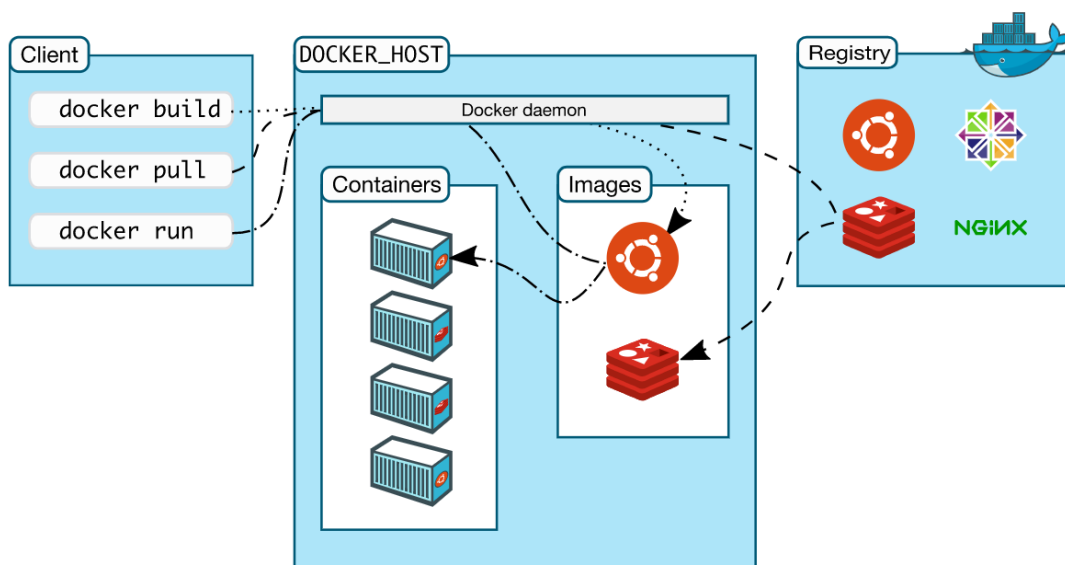 Client
docker build
docker pull
docker run
DOCKER_HOST
Docker daemon
Containers
Images
Registry
NGINX